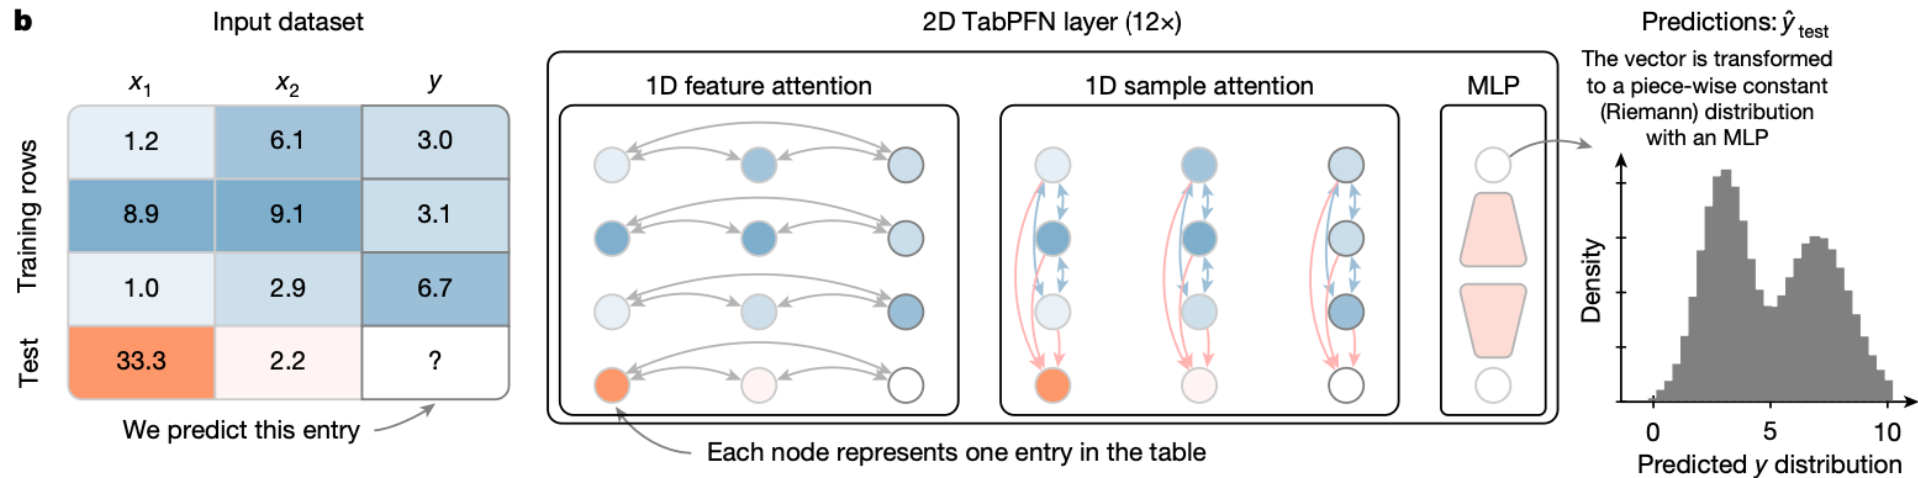 b
Input dataset
x1 x2 y
Training rows
1.2 6.1 3.0
8.9 9.1 3.1
1.0 2.9 6.7
Test
33.3 2.2 ?
We predict this entry
2D TabPFN layer (12×)
1D feature attention
1D sample attention
MLP
Each node represents one entry in the table
Predictions: ŷtest
The vector is transformed
to a piece-wise constant
(Riemann) distribution
with an MLP
Density
0 5 10
Predicted y distribution